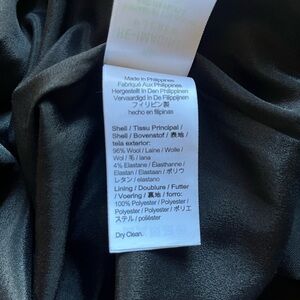 Made in Philippines
Fabriqué Aux Philippines
Hergestellt In Den Philippinen
Vervaardigd In De Filippijnen
フィリピン製
hecho en filipinas
Shell / Tissu Principal /
Shell / Bovenstof / 表地 /
tela exterior:
96% Wool / Laine / Wolle /
Wol / 毛 / lana
4% Elastane / Élasthanne /
Elastan / Elastaan / ポリウ
レタン / elastano
Lining / Doublure / Futter
/ Voering / 裏地 / forro:
100% Polyester / Polyester /
Polyester / Polyester / ポリエ
ステル / poliéster
Dry Clean.